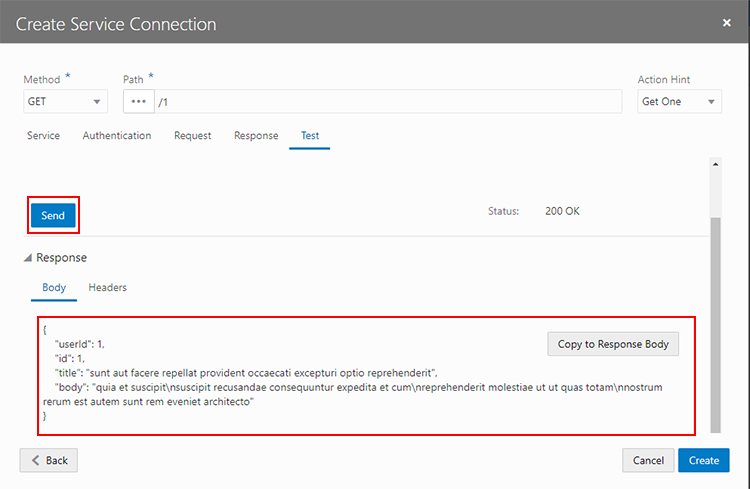 Create Service Connection ×
Method * Path * Action Hint
GET ••• /1 Get One
Service Authentication Request Response Test
Send Status: 200 OK
Response
Body Headers
{
"userId": 1,
Copy to Response Body
"id": 1,
"title": "sunt aut facere repellat provident occaecati excepturi optio reprehenderit",
"body": "quia et suscipit\nsuscipit recusandae consequuntur expedita et cum\nreprehenderit molestiae ut ut quas totam\nnostrum
rerum est autem sunt rem eveniet architecto"
}
Back Cancel Create